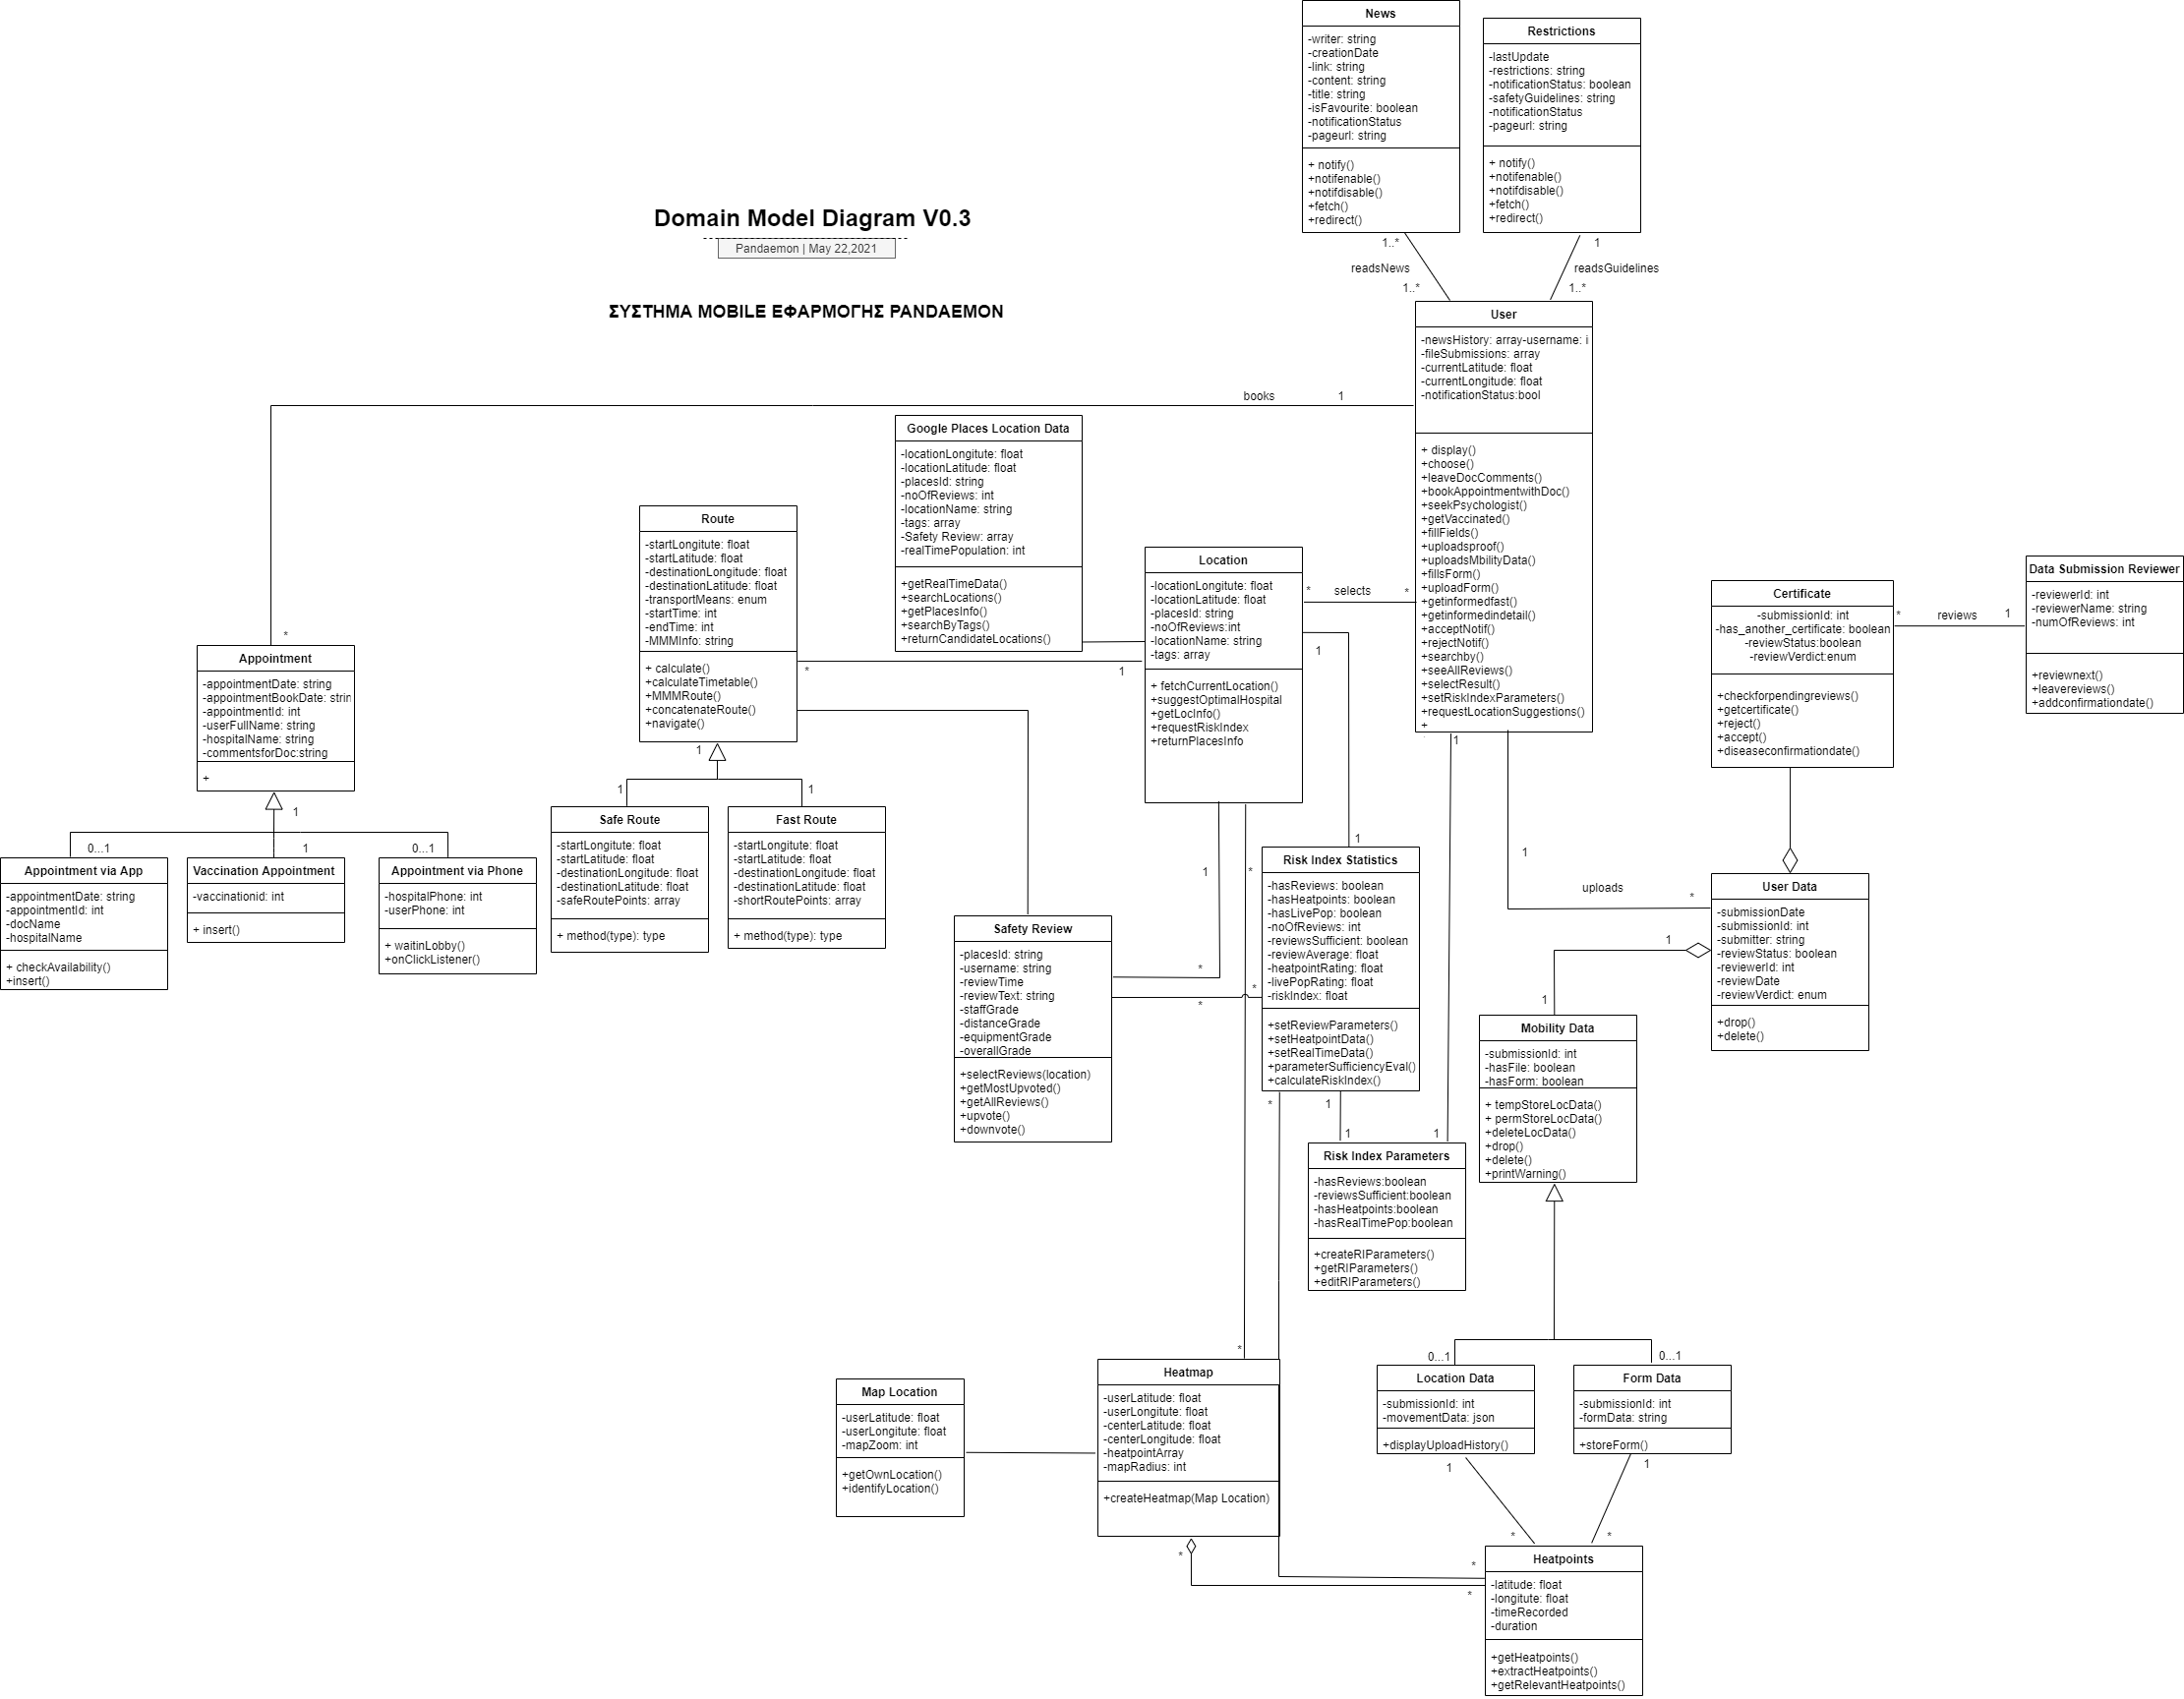 News
-writer: string
-creationDate
-link: string
-content: string
-title: string
-isFavourite: boolean
-notificationStatus
-pageurl: string
+ notify()
+notifenable()
+notifdisable()
+fetch()
+redirect()
Restrictions
-lastUpdate
-restrictions: string
-notificationStatus: boolean
-safetyGuidelines: string
-notificationStatus
-pageurl: string
+ notify()
+notifenable()
+notifdisable()
+fetch()
+redirect()
Domain Model Diagram V0.3
Pandaemon | May 22,2021
ΣΥΣΤΗΜΑ MOBILE ΕΦΑΡΜΟΓΗΣ PANDAEMON
1..*
readsNews
1..*
1
readsGuidelines
1..*
User
-newsHistory: array-username: i
-fileSubmissions: array
-currentLatitude: float
-currentLongitude: float
-notificationStatus:bool
+ display()
+choose()
+leaveDocComments()
+bookAppointmentwithDoc()
+seekPsychologist()
+getVaccinated()
+fillFields()
+uploadsproof()
+uploadsMbilityData()
+fillsForm()
+uploadForm()
+getinformedfast()
+getinformedindetail()
+acceptNotif()
+rejectNotif()
+searchby()
+seeAllReviews()
+selectResult()
+setRiskIndexParameters()
+requestLocationSuggestions()
+
books
1
*
Google Places Location Data
-locationLongitute: float
-locationLatitude: float
-placesId: string
-noOfReviews: int
-locationName: string
-tags: array
-Safety Review: array
-realTimePopulation: int
+getRealTimeData()
+searchLocations()
+getPlacesInfo()
+searchByTags()
+returnCandidateLocations()
Route
-startLongitute: float
-startLatitude: float
-destinationLongitude: float
-destinationLatitude: float
-transportMeans: enum
-startTime: int
-endTime: int
-MMMInfo: string
+ calculate()
+calculateTimetable()
+MMMRoute()
+concatenateRoute()
+navigate()
*
1
Location
-locationLongitute: float
-locationLatitude: float
-placesId: string
-noOfReviews:int
-locationName: string
-tags: array
+ fetchCurrentLocation()
+suggestOptimalHospital
+getLocInfo()
+requestRiskIndex
+returnPlacesInfo
*
selects
*
1
1
Certificate
-submissionId: int
-has_another_certificate: boolean
-reviewStatus:boolean
-reviewVerdict:enum
+checkforpendingreviews()
+getcertificate()
+reject()
+accept()
+diseaseconfirmationdate()
*
reviews
1
Data Submission Reviewer
-reviewerId: int
-reviewerName: string
-numOfReviews: int
+reviewnext()
+leavereviews()
+addconfirmationdate()
Appointment
-appointmentDate: string
-appointmentBookDate: strin
-appointmentId: int
-userFullName: string
-hospitalName: string
-commentsforDoc:string
+
1
0...1
1
0...1
Appointment via App
-appointmentDate: string
-appointmentId: int
-docName
-hospitalName
+ checkAvailability()
+insert()
Vaccination Appointment
-vaccinationid: int
+ insert()
Appointment via Phone
-hospitalPhone: int
-userPhone: int
+ waitinLobby()
+onClickListener()
1
1
1
Safe Route
-startLongitute: float
-startLatitude: float
-destinationLongitude: float
-destinationLatitude: float
-safeRoutePoints: array
+ method(type): type
Fast Route
-startLongitute: float
-startLatitude: float
-destinationLongitude: float
-destinationLatitude: float
-shortRoutePoints: array
+ method(type): type
Safety Review
-placesId: string
-username: string
-reviewTime
-reviewText: string
-staffGrade
-distanceGrade
-equipmentGrade
-overallGrade
+selectReviews(location)
+getMostUpvoted()
+getAllReviews()
+upvote()
+downvote()
1
*
*
*
*
Risk Index Statistics
-hasReviews: boolean
-hasHeatpoints: boolean
-hasLivePop: boolean
-noOfReviews: int
-reviewsSufficient: boolean
-reviewAverage: float
-heatpointRating: float
-livePopRating: float
-riskIndex: float
+setReviewParameters()
+setHeatpointData()
+setRealTimeData()
+parameterSufficiencyEval()
+calculateRiskIndex()
*
1
1
1
1
Risk Index Parameters
-hasReviews:boolean
-reviewsSufficient:boolean
-hasHeatpoints:boolean
-hasRealTimePop:boolean
+createRIParameters()
+getRIParameters()
+editRIParameters()
1
uploads
*
User Data
-submissionDate
-submissionId: int
-submitter: string
-reviewStatus: boolean
-reviewerId: int
-reviewDate
-reviewVerdict: enum
+drop()
+delete()
1
1
Mobility Data
-submissionId: int
-hasFile: boolean
-hasForm: boolean
+ tempStoreLocData()
+ permStoreLocData()
+deleteLocData()
+drop()
+delete()
+printWarning()
0...1
0...1
Location Data
-submissionId: int
-movementData: json
+displayUploadHistory()
Form Data
-submissionId: int
-formData: string
+storeForm()
1
1
*
*
Map Location
-userLatitude: float
-userLongitute: float
-mapZoom: int
+getOwnLocation()
+identifyLocation()
*
Heatmap
-userLatitude: float
-userLongitute: float
-centerLatitude: float
-centerLongitude: float
-heatpointArray
-mapRadius: int
+createHeatmap(Map Location)
*
*
*
Heatpoints
-latitude: float
-longitute: float
-timeRecorded
-duration
+getHeatpoints()
+extractHeatpoints()
+getRelevantHeatpoints()